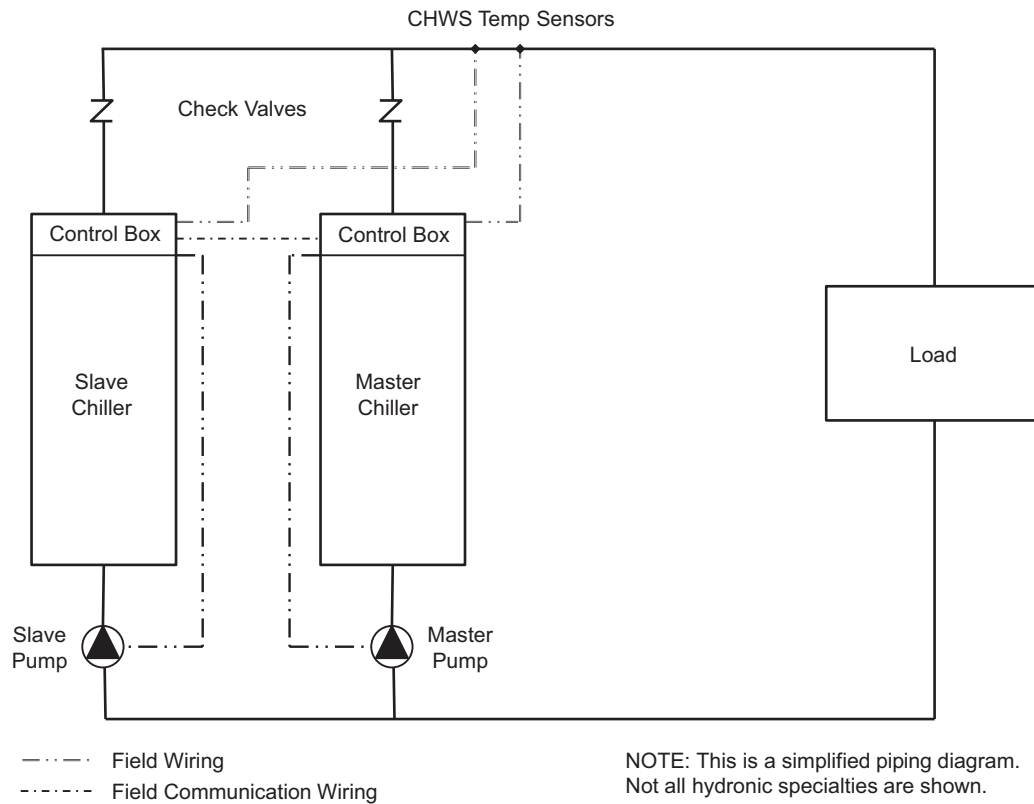 CHWS Temp Sensors
Check Valves
Control Box
Control Box
Slave
Chiller
Master
Chiller
Load
Slave
Pump
Master
Pump
Field Wiring
Field Communication Wiring
NOTE: This is a simplified piping diagram.
Not all hydronic specialties are shown.